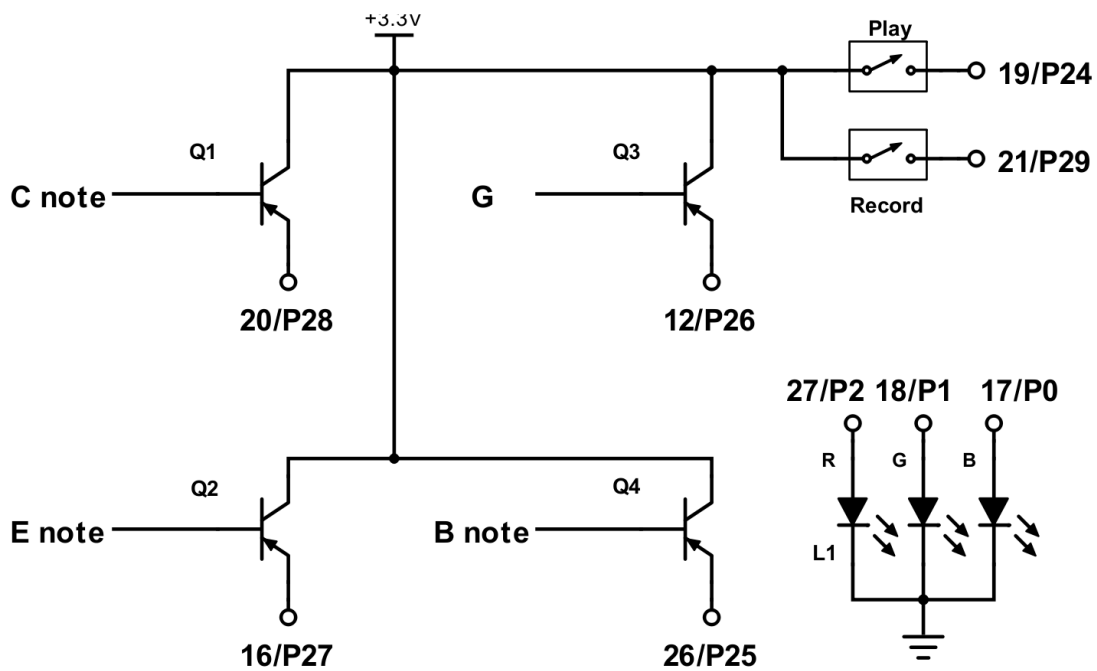 +3.3V
Play
19/P24
Q1
Q3
21/P29
C note
G
Record
20/P28
12/P26
27/P2 18/P1 17/P0
R G B
Q2
Q4
E note
B note
L1
16/P27
26/P25